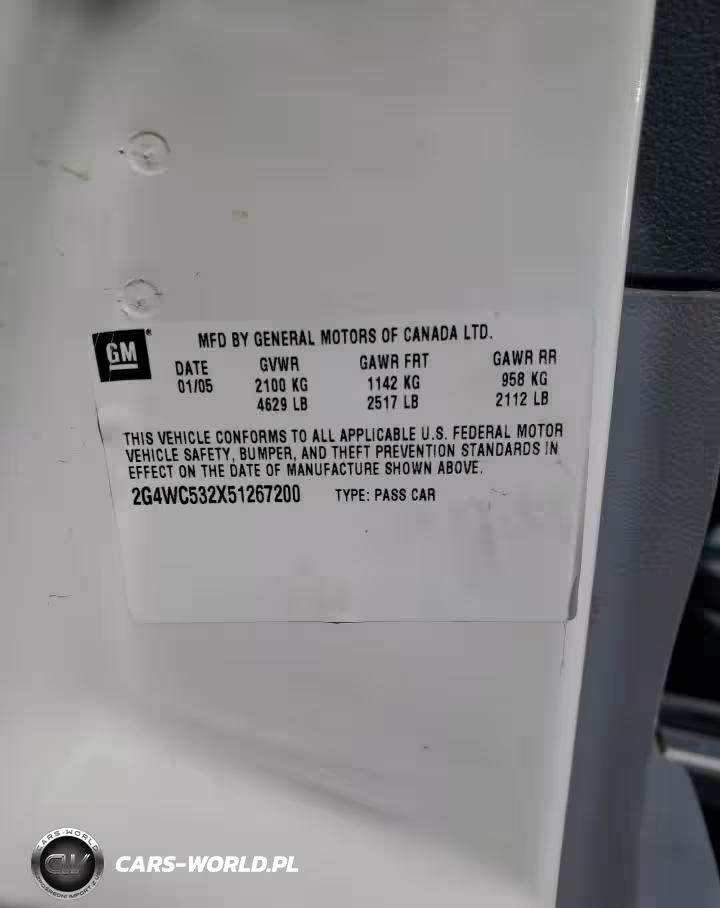 GM
MFD BY GENERAL MOTORS OF CANADA LTD.
DATE GVWR GAWR FRT GAWR RR
01/05 2100 KG 1142 KG 958 KG
4629 LB 2517 LB 2112 LB
THIS VEHICLE CONFORMS TO ALL APPLICABLE U.S. FEDERAL MOTOR
VEHICLE SAFETY, BUMPER, AND THEFT PREVENTION STANDARDS IN
EFFECT ON THE DATE OF MANUFACTURE SHOWN ABOVE.
2G4WC532X51267200 TYPE: PASS CAR
CARS-WORLD
CW
CARS-WORLD.PL